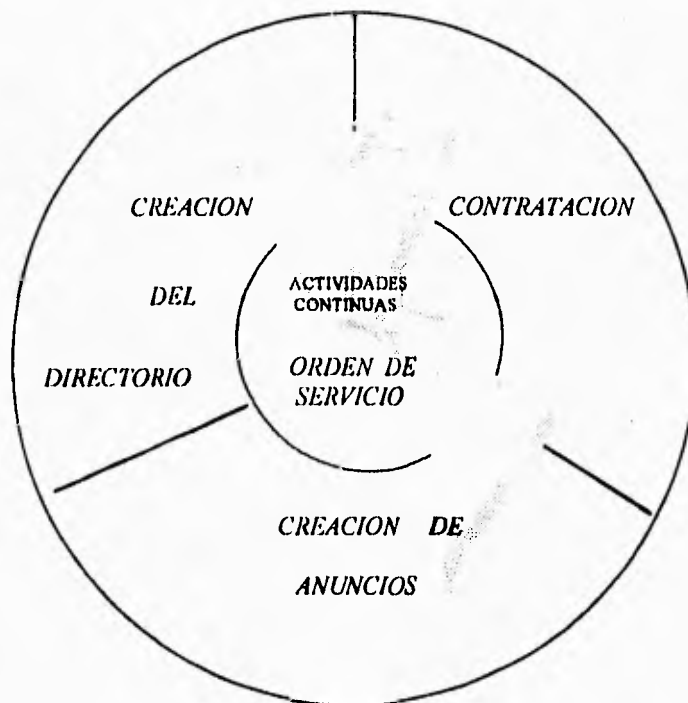 CREACION
DEL
DIRECTORIO
CONTRATACION
ACTIVIDADES
CONTINUAS
ORDEN DE
SERVICIO
CREACION DE
ANUNCIOS